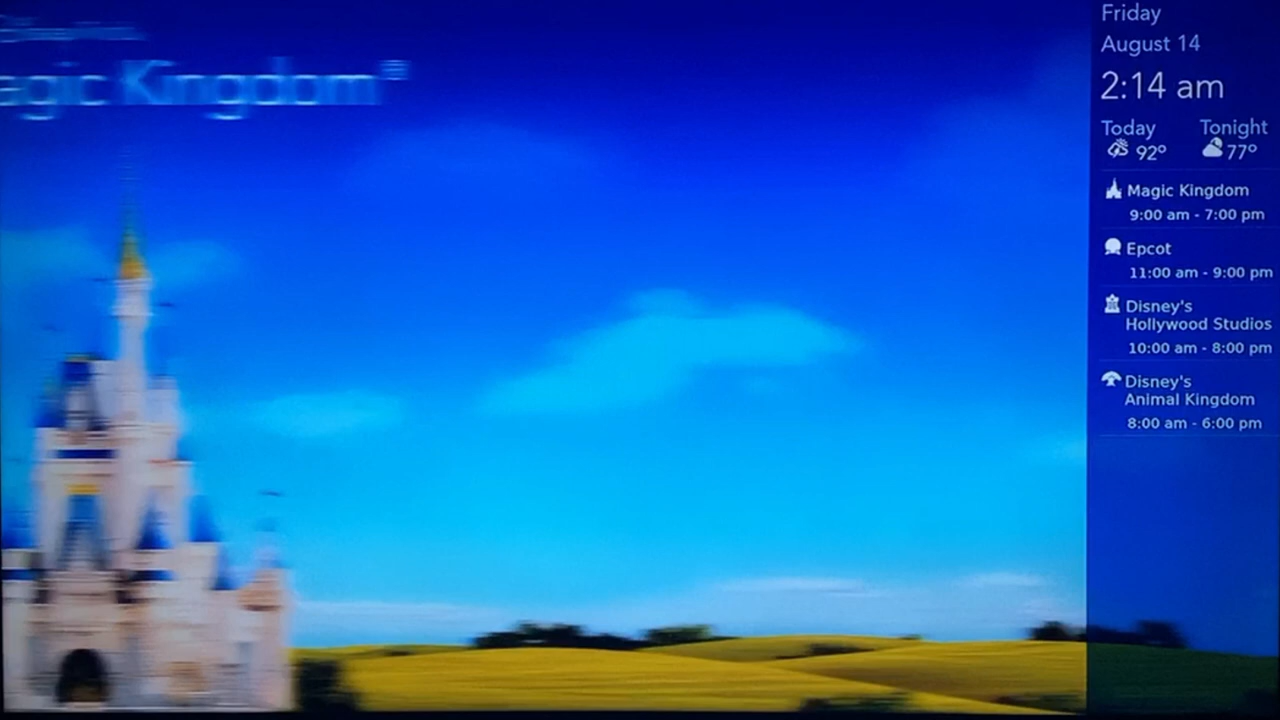 agic Kingdom
Friday
August 14
2:14 am
Today Tonight
92° 77°
Magic Kingdom
9:00 am - 7:00 pm
Epcot
11:00 am - 9:00 pm
Disney's
Hollywood Studios
10:00 am - 8:00 pm
Disney's
Animal Kingdom
8:00 am - 6:00 pm